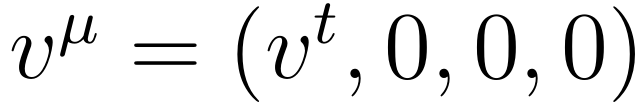 v^μ = (v^t, 0, 0, 0)